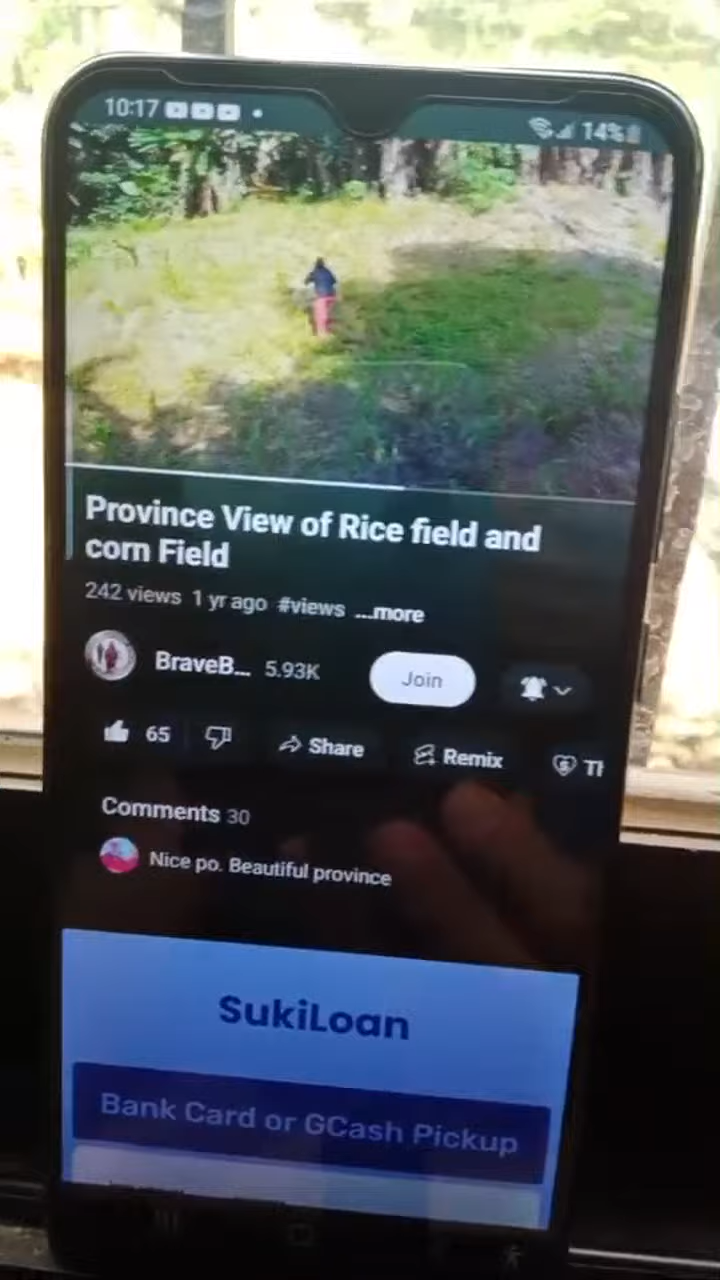 10:17
14%
Province View of Rice field and
corn Field
242 views 1 yr ago #views ...more
BraveB... 5.93K Join
65 Share Remix Th
Comments 30
Nice po. Beautiful province
SukiLoan
Bank Card or GCash Pickup